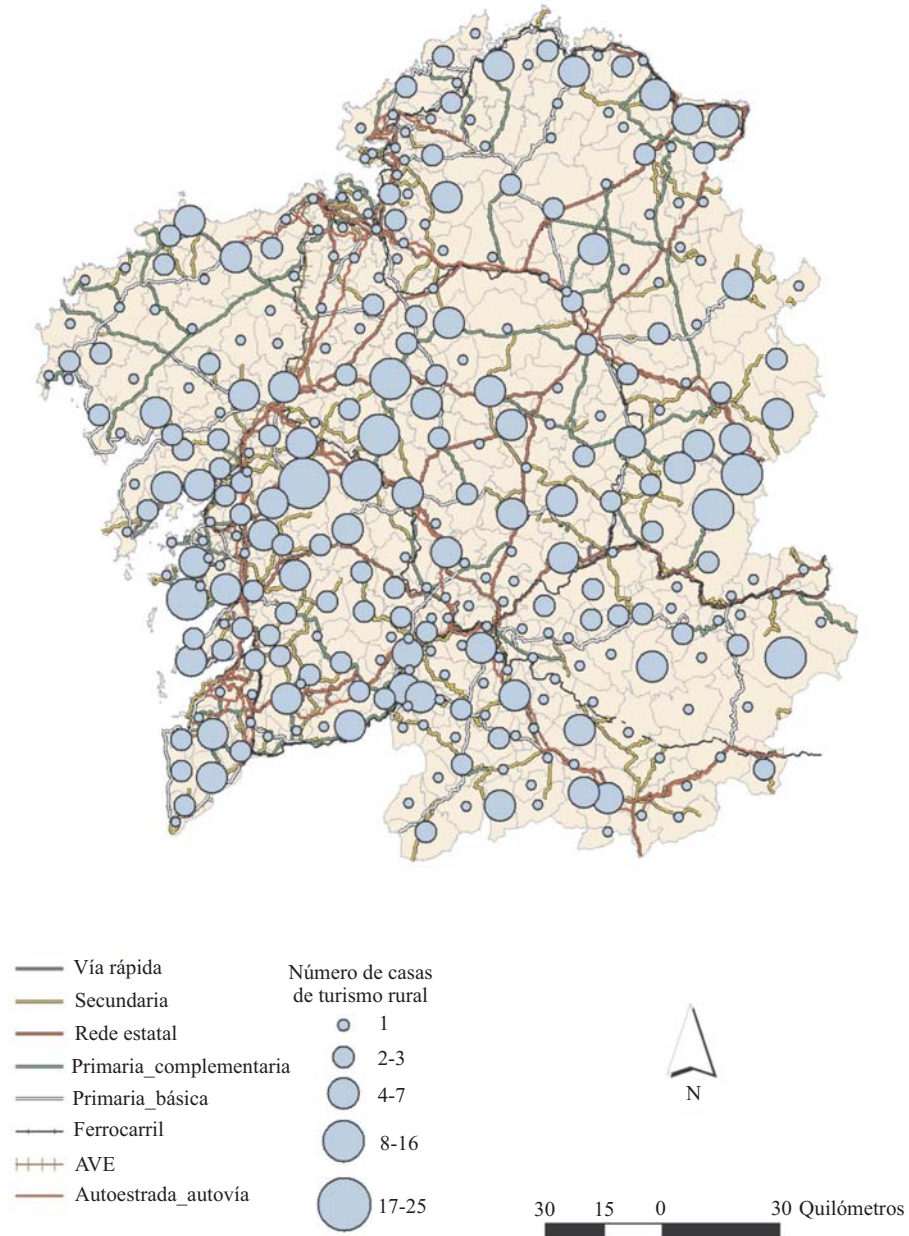 Vía rápida
Secundaria
Rede estatal
Primaria_complementaria
Primaria_básica
Ferrocarril
AVE
Autoestrada_autovía
Número de casas
de turismo rural
1
2-3
4-7
8-16
17-25
N
30 15 0 30 Quilómetros